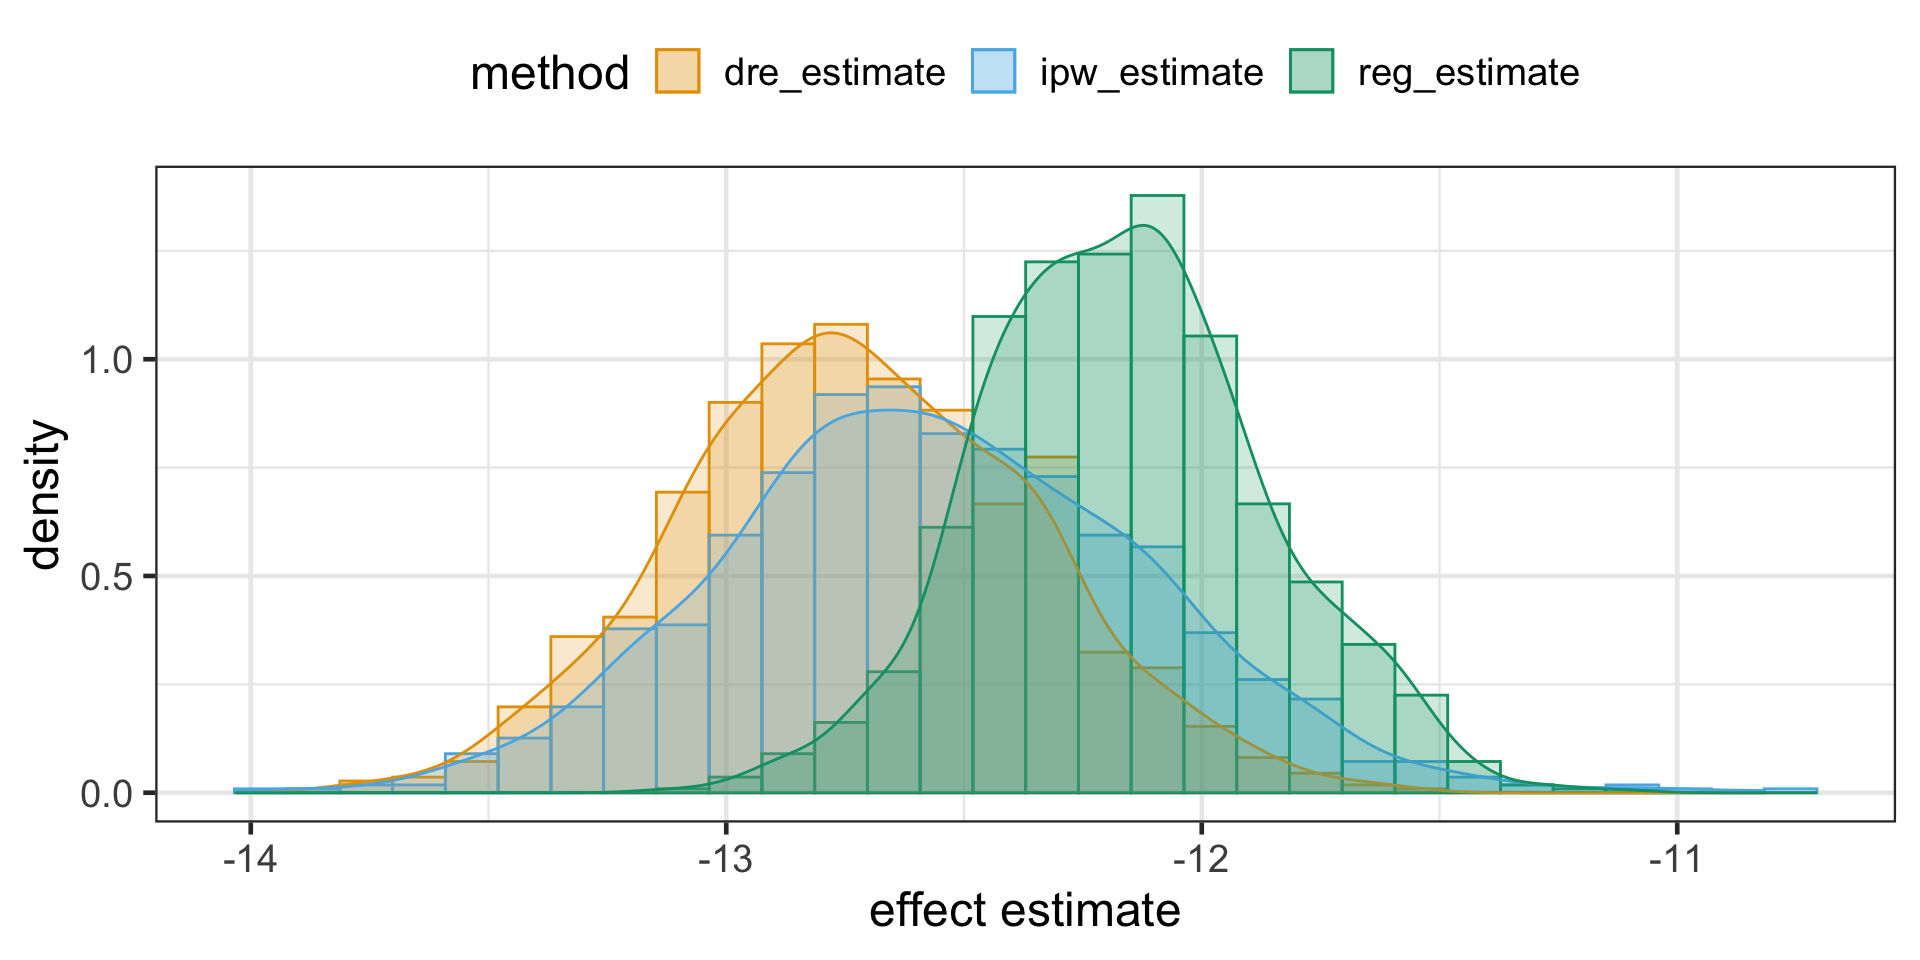 method dre_estimate ipw_estimate reg_estimate
density
1.0
0.5
0.0
-14 -13 -12 -11
effect estimate